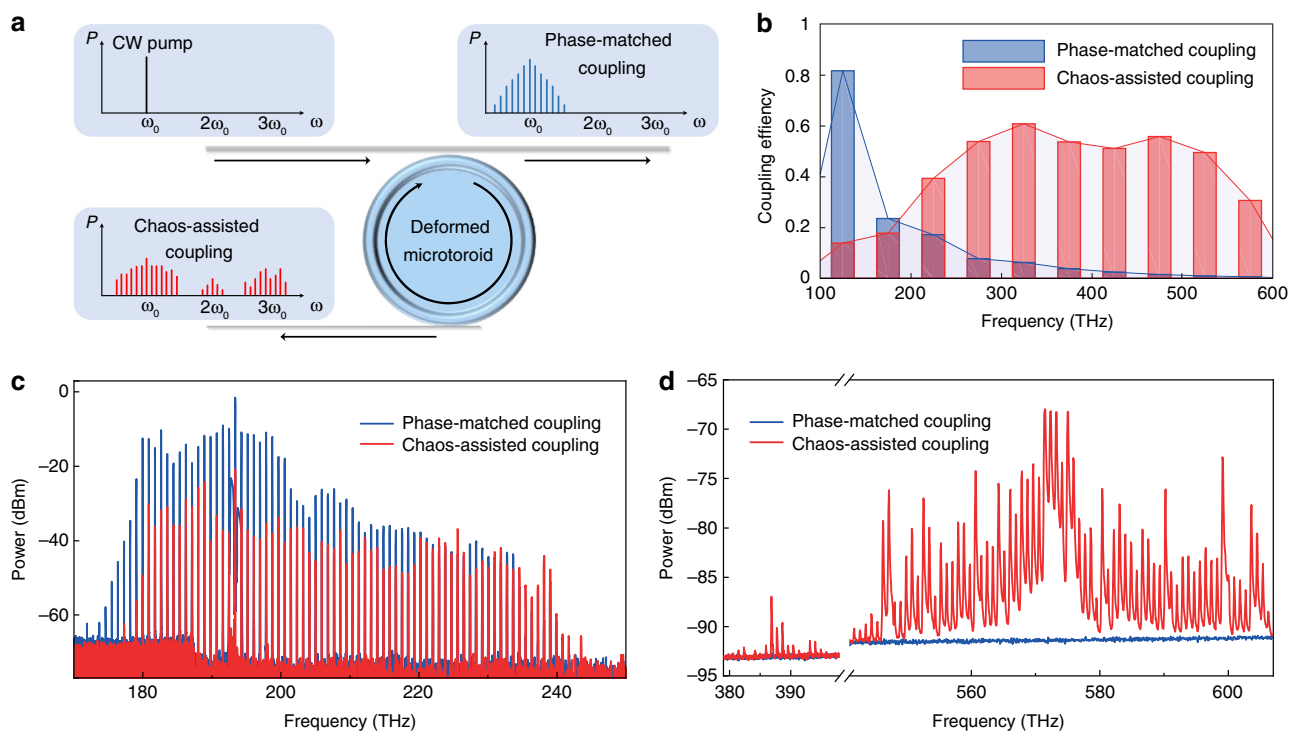 a
P
CW pump
ω0
2ω0
3ω0
ω
P
Phase-matched
coupling
ω0
2ω0
3ω0
ω
P
Chaos-assisted
coupling
ω0
2ω0
3ω0
ω
Deformed
microtoroid
b
Phase-matched coupling
Chaos-assisted coupling
1
0.8
0.6
0.4
0.2
0
Coupling effiency
100
200
300
400
500
600
Frequency (THz)
c
0
–20
–40
–60
Power (dBm)
Phase-matched coupling
Chaos-assisted coupling
180
200
220
240
Frequency (THz)
d
–65
–70
–75
–80
–85
–90
–95
Power (dBm)
Phase-matched coupling
Chaos-assisted coupling
380
390
560
580
600
Frequency (THz)